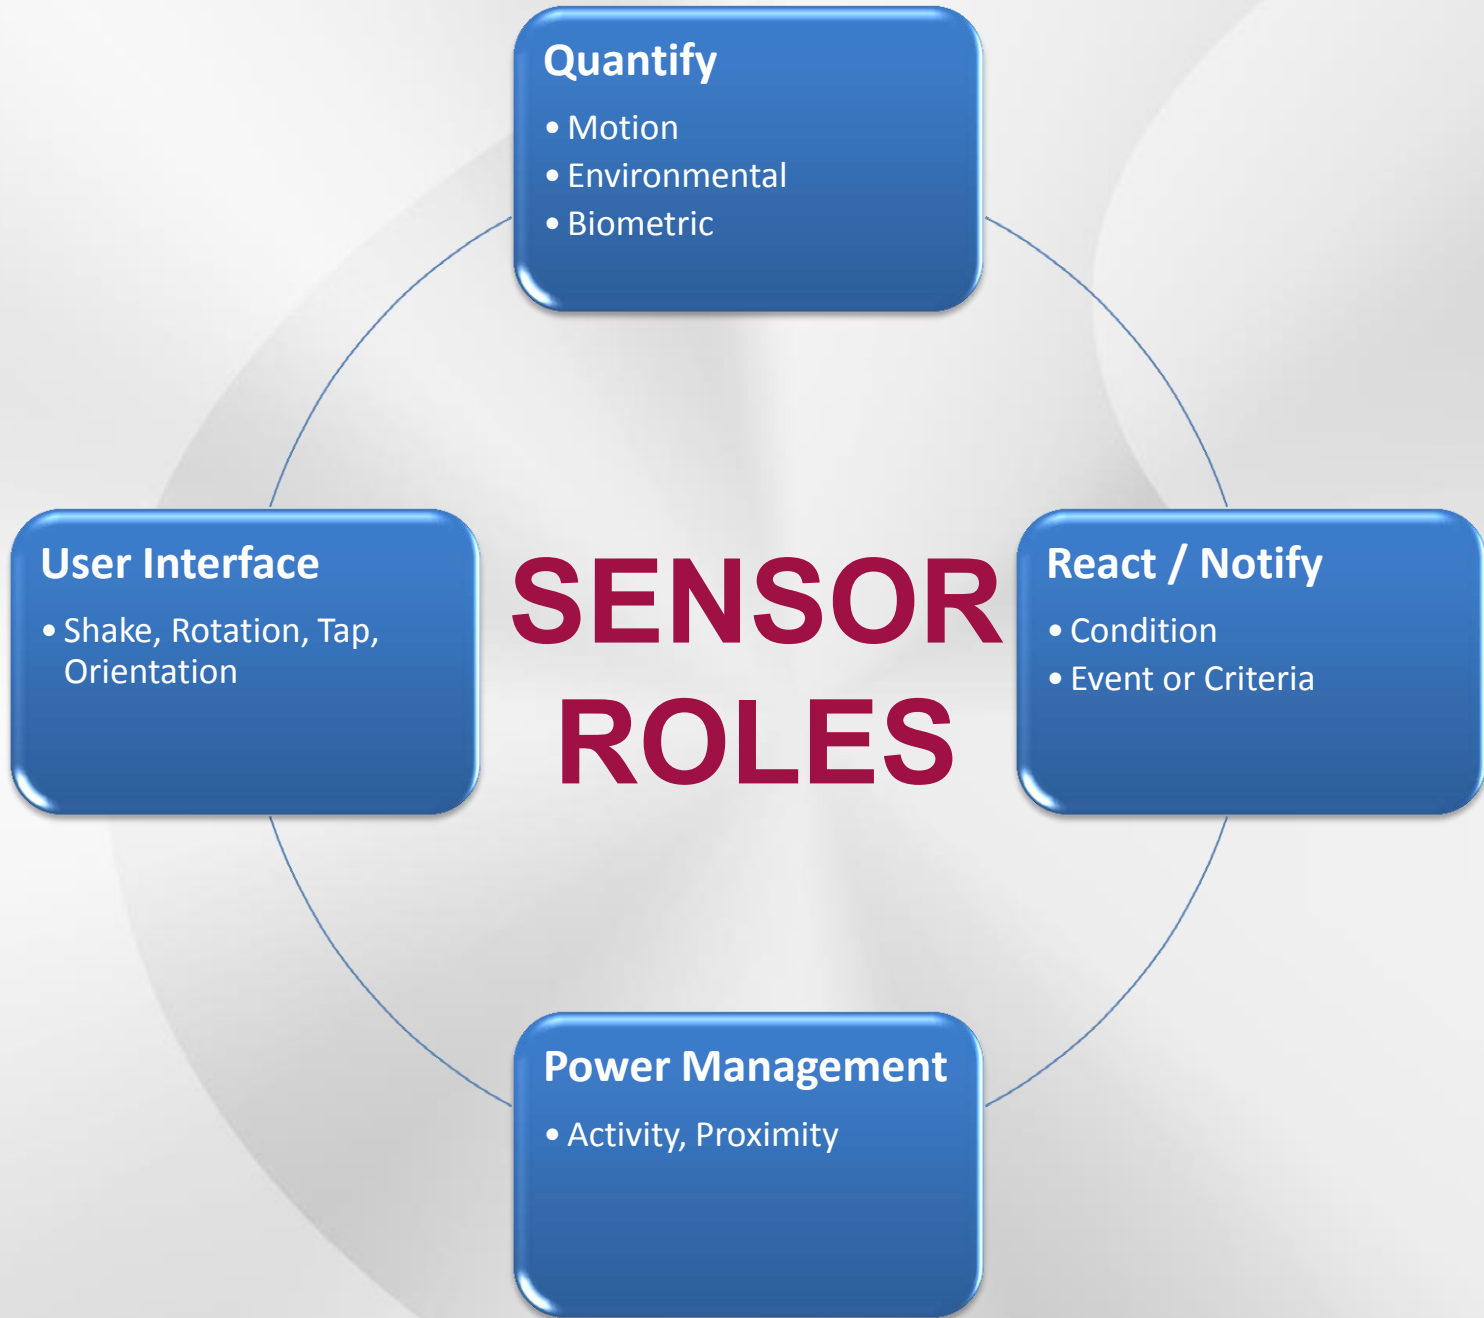 Quantify
• Motion
• Environmental
• Biometric
User Interface
• Shake, Rotation, Tap,
Orientation
SENSOR
ROLES
React / Notify
• Condition
• Event or Criteria
Power Management
• Activity, Proximity